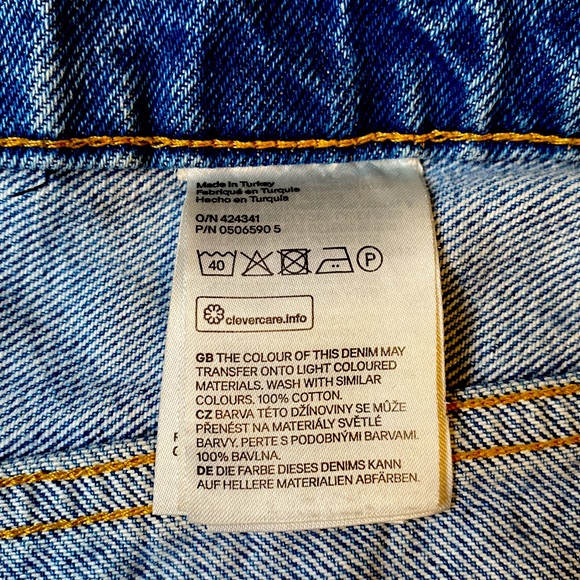 Made in Turkey
Fabriqué en Turquie
Hecho en Turquía
O/N 424341
P/N 0506590 5
40
P
clevercare.info
GB THE COLOUR OF THIS DENIM MAY
TRANSFER ONTO LIGHT COLOURED
MATERIALS. WASH WITH SIMILAR
COLOURS. 100% COTTON.
CZ BARVA TÉTO DŽÍNOVINY SE MŮŽE
PŘENÉST NA MATERIÁLY SVĚTLÉ
BARVY. PERTE S PODOBNÝMI BARVAMI.
100% BAVLNA.
DE DIE FARBE DIESES DENIMS KANN
AUF HELLERE MATERIALIEN ABFÄRBEN.